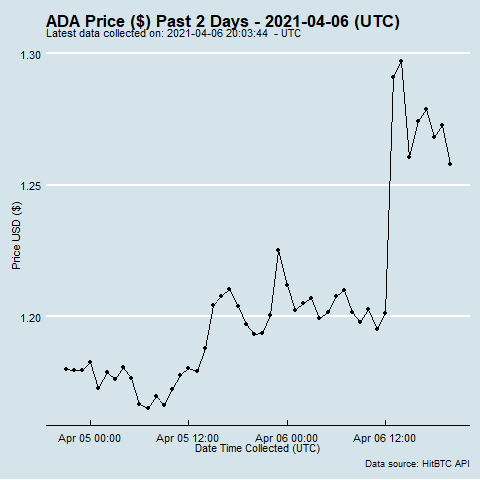 ADA Price ($) Past 2 Days - 2021-04-06 (UTC)
Latest data collected on: 2021-04-06 20:03:44 - UTC
1.30
1.25
1.20
Price USD ($)
Apr 05 00:00 Apr 05 12:00 Apr 06 00:00 Apr 06 12:00
Date Time Collected (UTC)
Data source: HitBTC API